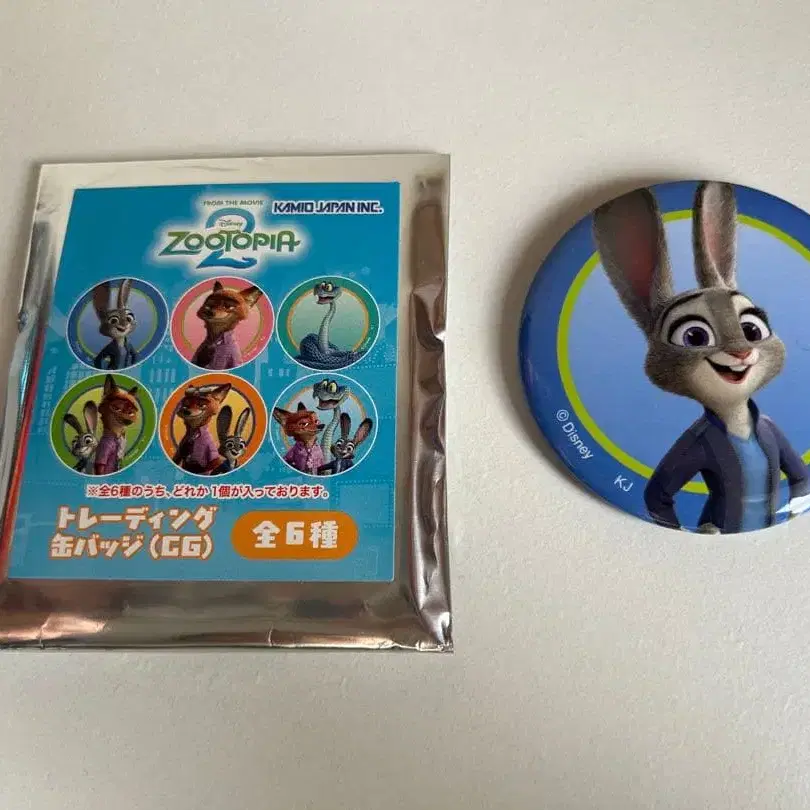 FROM THE MOVIE
KAMIO JAPAN INC.
Disney
ZOOTOPIA
2
※全6種のうち、どれか1個が入っております。
トレーディング
缶バッジ(CG)
全6種
© Disney
KJ